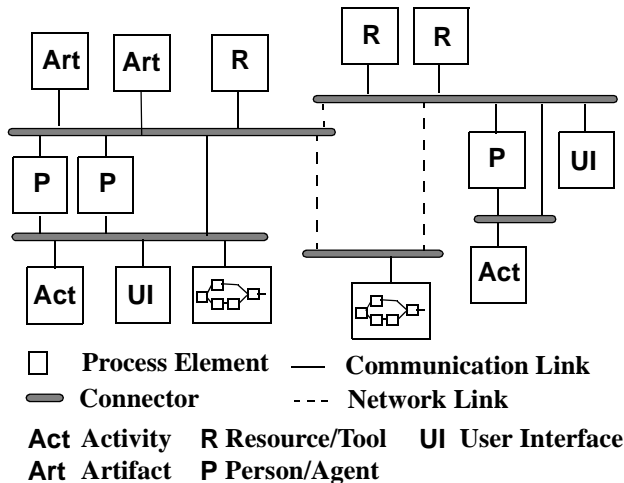 R R
Art Art R
P P P UI
Act UI Act
Process Element Communication Link
Connector Network Link
Act Activity R Resource/Tool UI User Interface
Art Artifact P Person/Agent